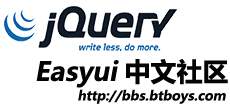 jQuery
write less, do more.
Easyui 中文社区
http://bbs.btboys.com